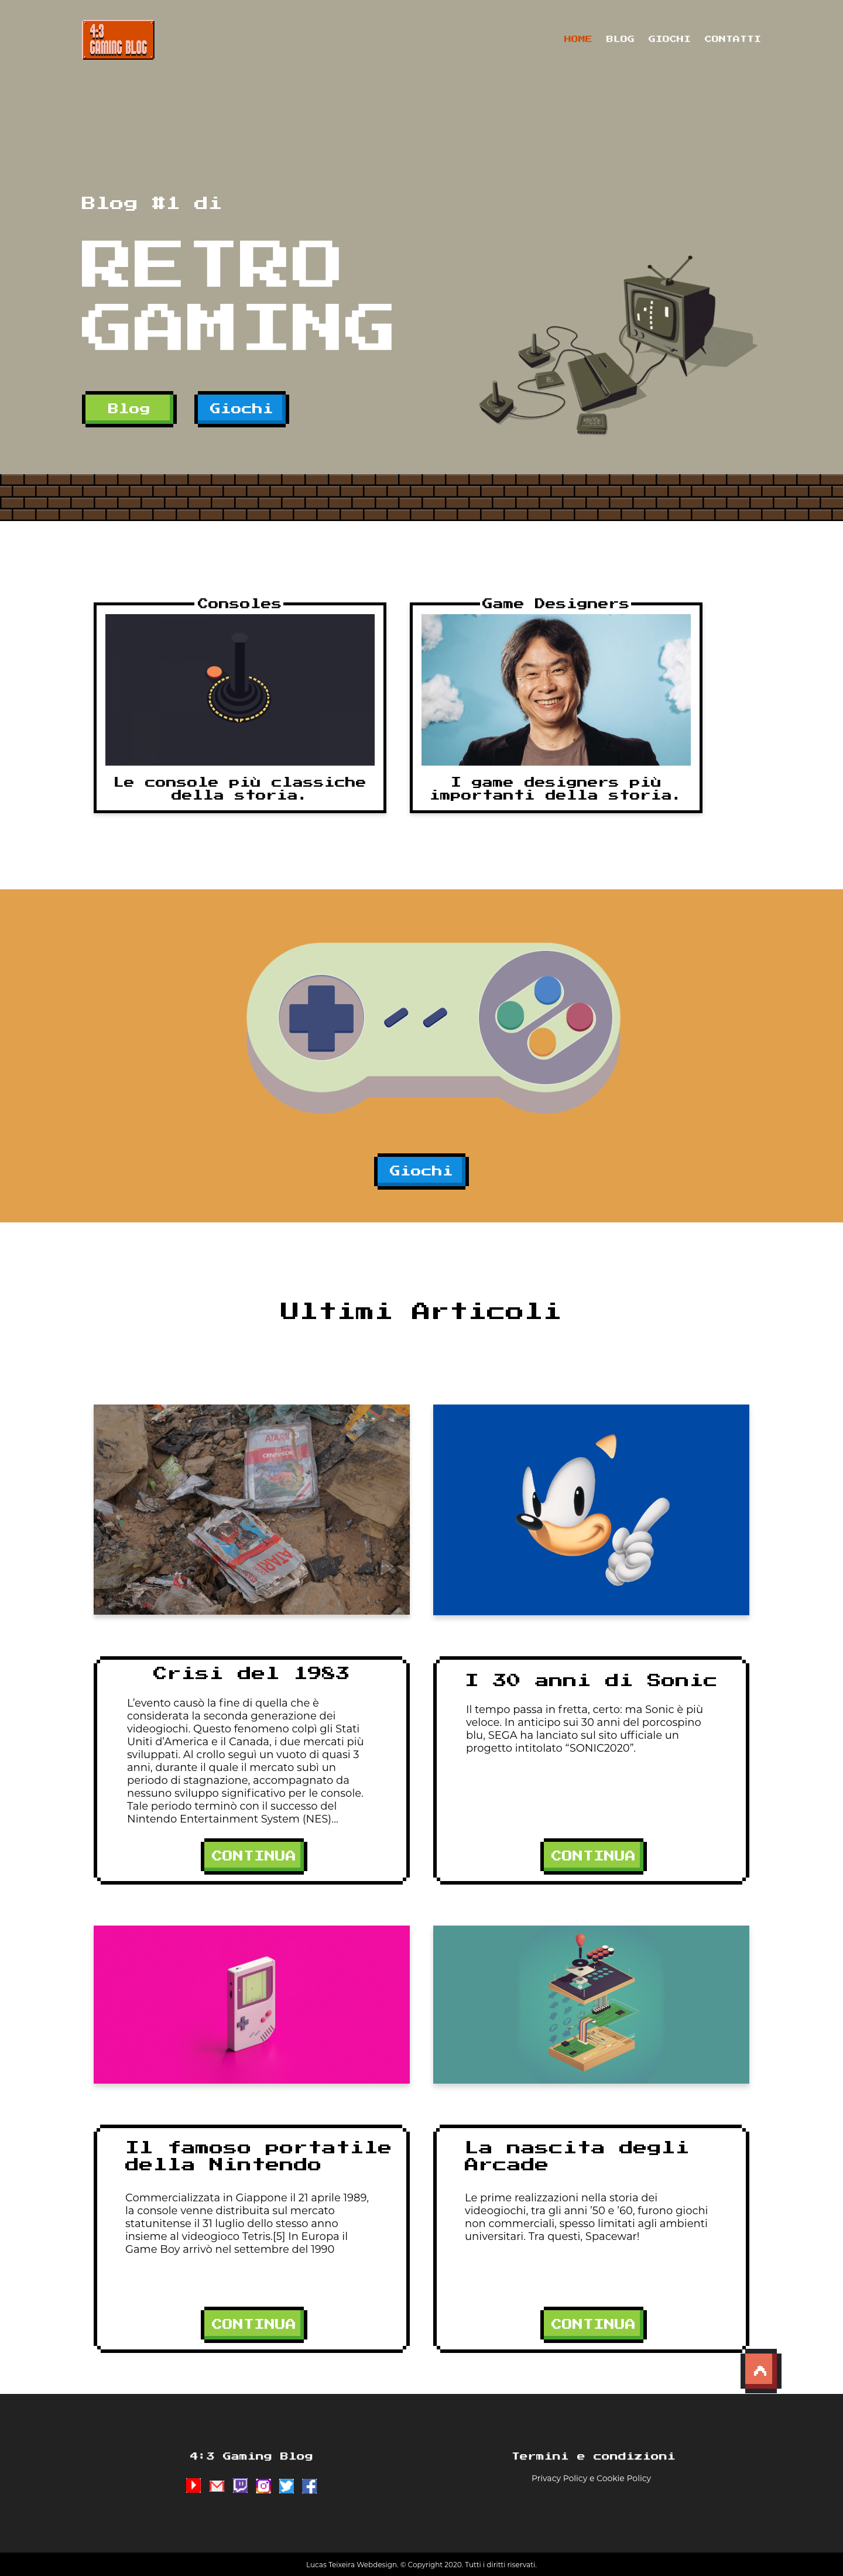 4:3
GAMING BLOG
HOME BLOG GIOCHI CONTATTI
Blog #1 di
RETRO
GAMING
Blog Giochi
Consoles
Le console più classiche
della storia.
Game Designers
I game designers più
importanti della storia.
Giochi
Ultimi Articoli
Crisi del 1983
L'evento causò la fine di quella che è
considerata la seconda generazione dei
videogiochi. Questo fenomeno colpì gli Stati
Uniti d'America e il Canada, i due mercati più
sviluppati. Al crollo seguì un vuoto di quasi 3
anni, durante il quale il mercato subì un
periodo di stagnazione, accompagnato da
nessuno sviluppo significativo per le console.
Tale periodo terminò con il successo del
Nintendo Entertainment System (NES)...
CONTINUA
I 30 anni di Sonic
Il tempo passa in fretta, certo: ma Sonic è più
veloce. In anticipo sui 30 anni del porcospino
blu, SEGA ha lanciato sul sito ufficiale un
progetto intitolato “SONIC2020”.
CONTINUA
Il famoso portatile
della Nintendo
Commercializzata in Giappone il 21 aprile 1989,
la console venne distribuita sul mercato
statunitense il 31 luglio dello stesso anno
insieme al videogioco Tetris.[5] In Europa il
Game Boy arrivò nel settembre del 1990
CONTINUA
La nascita degli
Arcade
Le prime realizzazioni nella storia dei
videogiochi, tra gli anni '50 e '60, furono giochi
non commerciali, spesso limitati agli ambienti
universitari. Tra questi, Spacewar!
CONTINUA
4:3 Gaming Blog
Termini e condizioni
Privacy Policy e Cookie Policy
Lucas Teixeira Webdesign. © Copyright 2020. Tutti i diritti riservati.